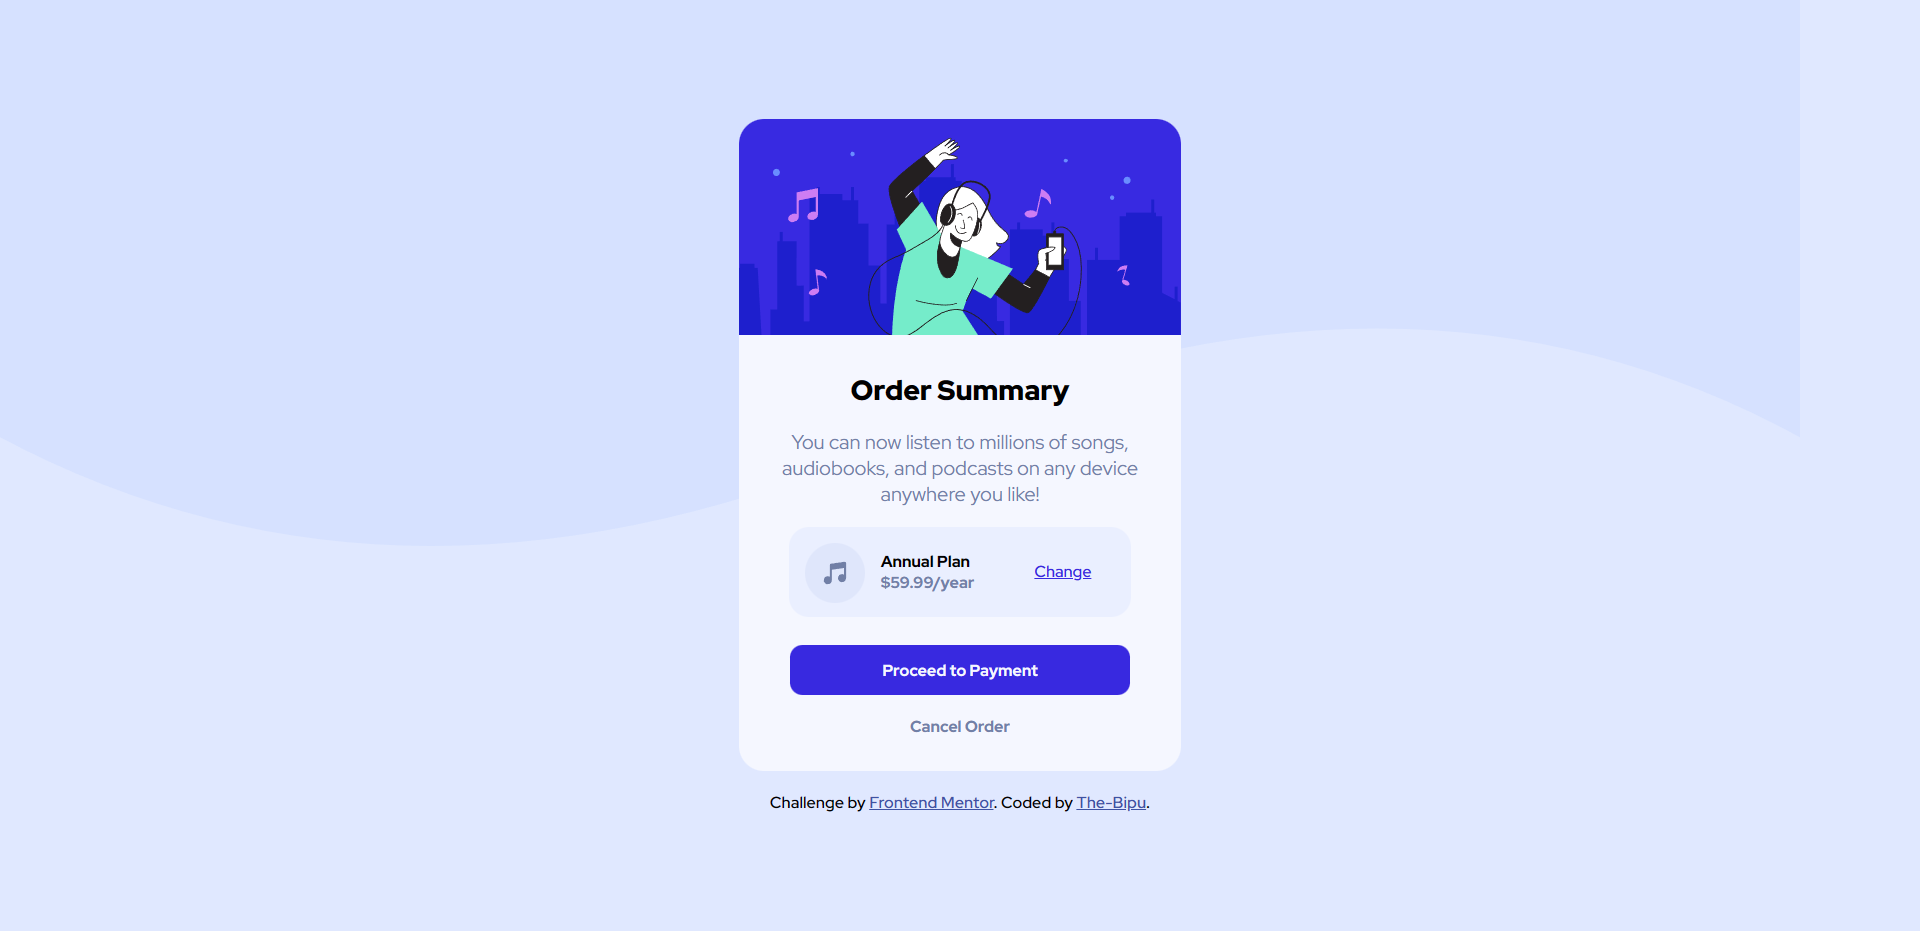 Order Summary
You can now listen to millions of songs,
audiobooks, and podcasts on any device
anywhere you like!
Annual Plan
$59.99/year
Change
Proceed to Payment
Cancel Order
Challenge by Frontend Mentor. Coded by The-Bipu.